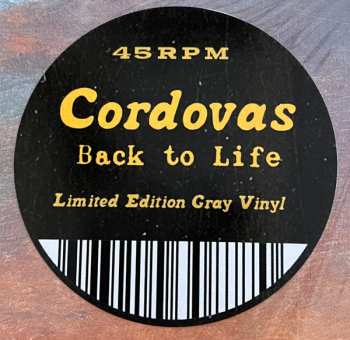 45RPM
Cordovas
Back to Life
Limited Edition Gray Vinyl